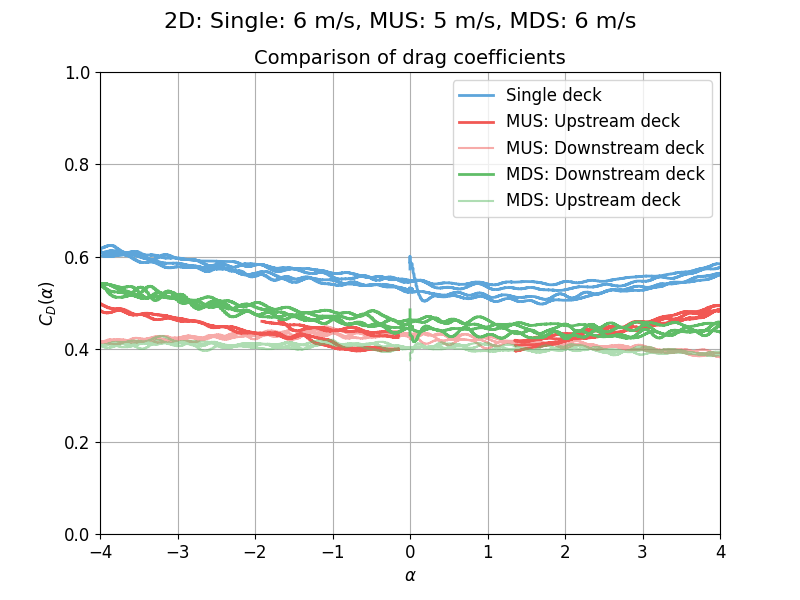 2D: Single: 6 m/s, MUS: 5 m/s, MDS: 6 m/s
Comparison of drag coefficients
Single deck
MUS: Upstream deck
MUS: Downstream deck
MDS: Downstream deck
MDS: Upstream deck
1.0
0.8
0.6
0.4
0.2
0.0
C_D(α)
−4 −3 −2 −1 0 1 2 3 4
α